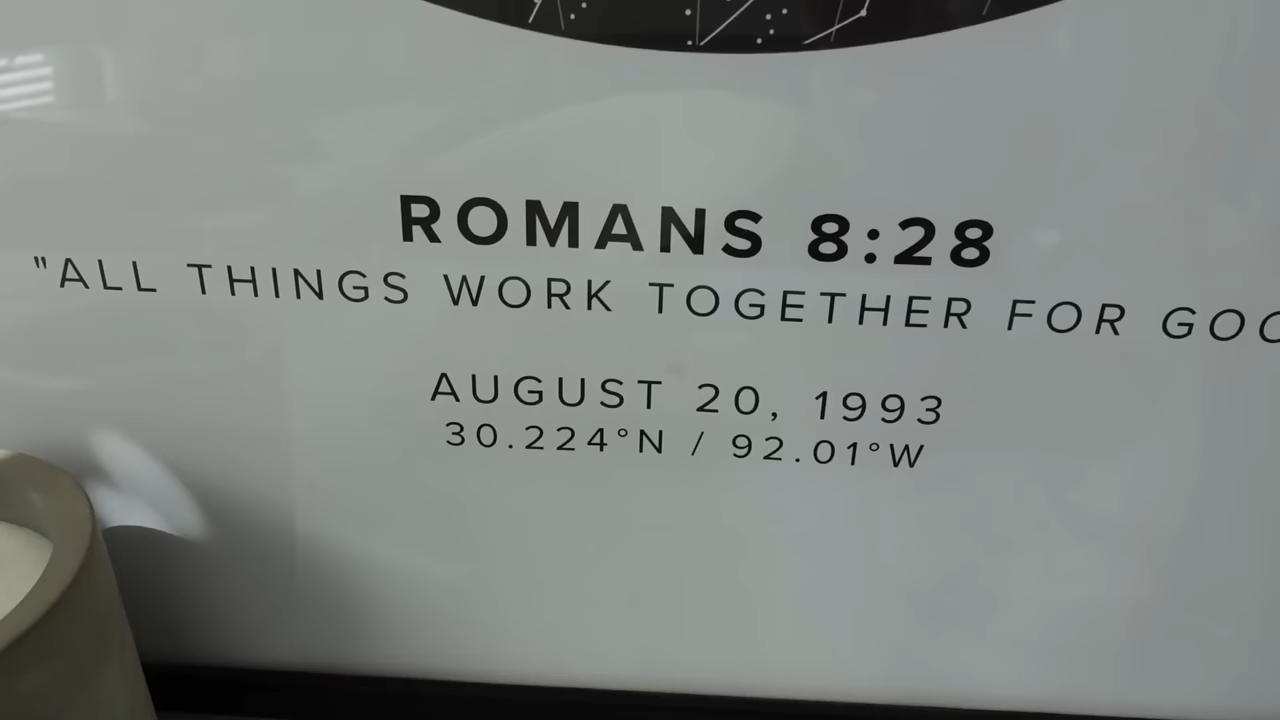 ROMANS 8:28
"ALL THINGS WORK TOGETHER FOR
AUGUST 20, 1993
30.224°N / 92.01°W